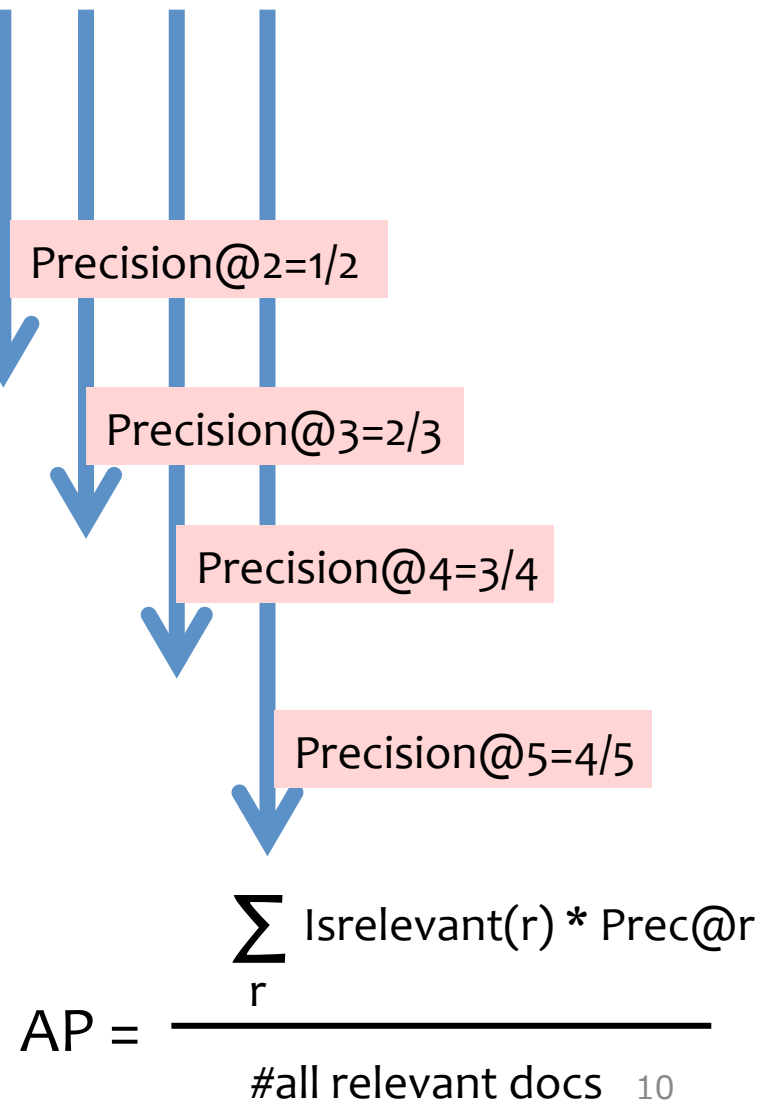 Precision@2=1/2
Precision@3=2/3
Precision@4=3/4
Precision@5=4/5
∑ Isrelevant(r) * Prec@r
r
AP =
#all relevant docs 10